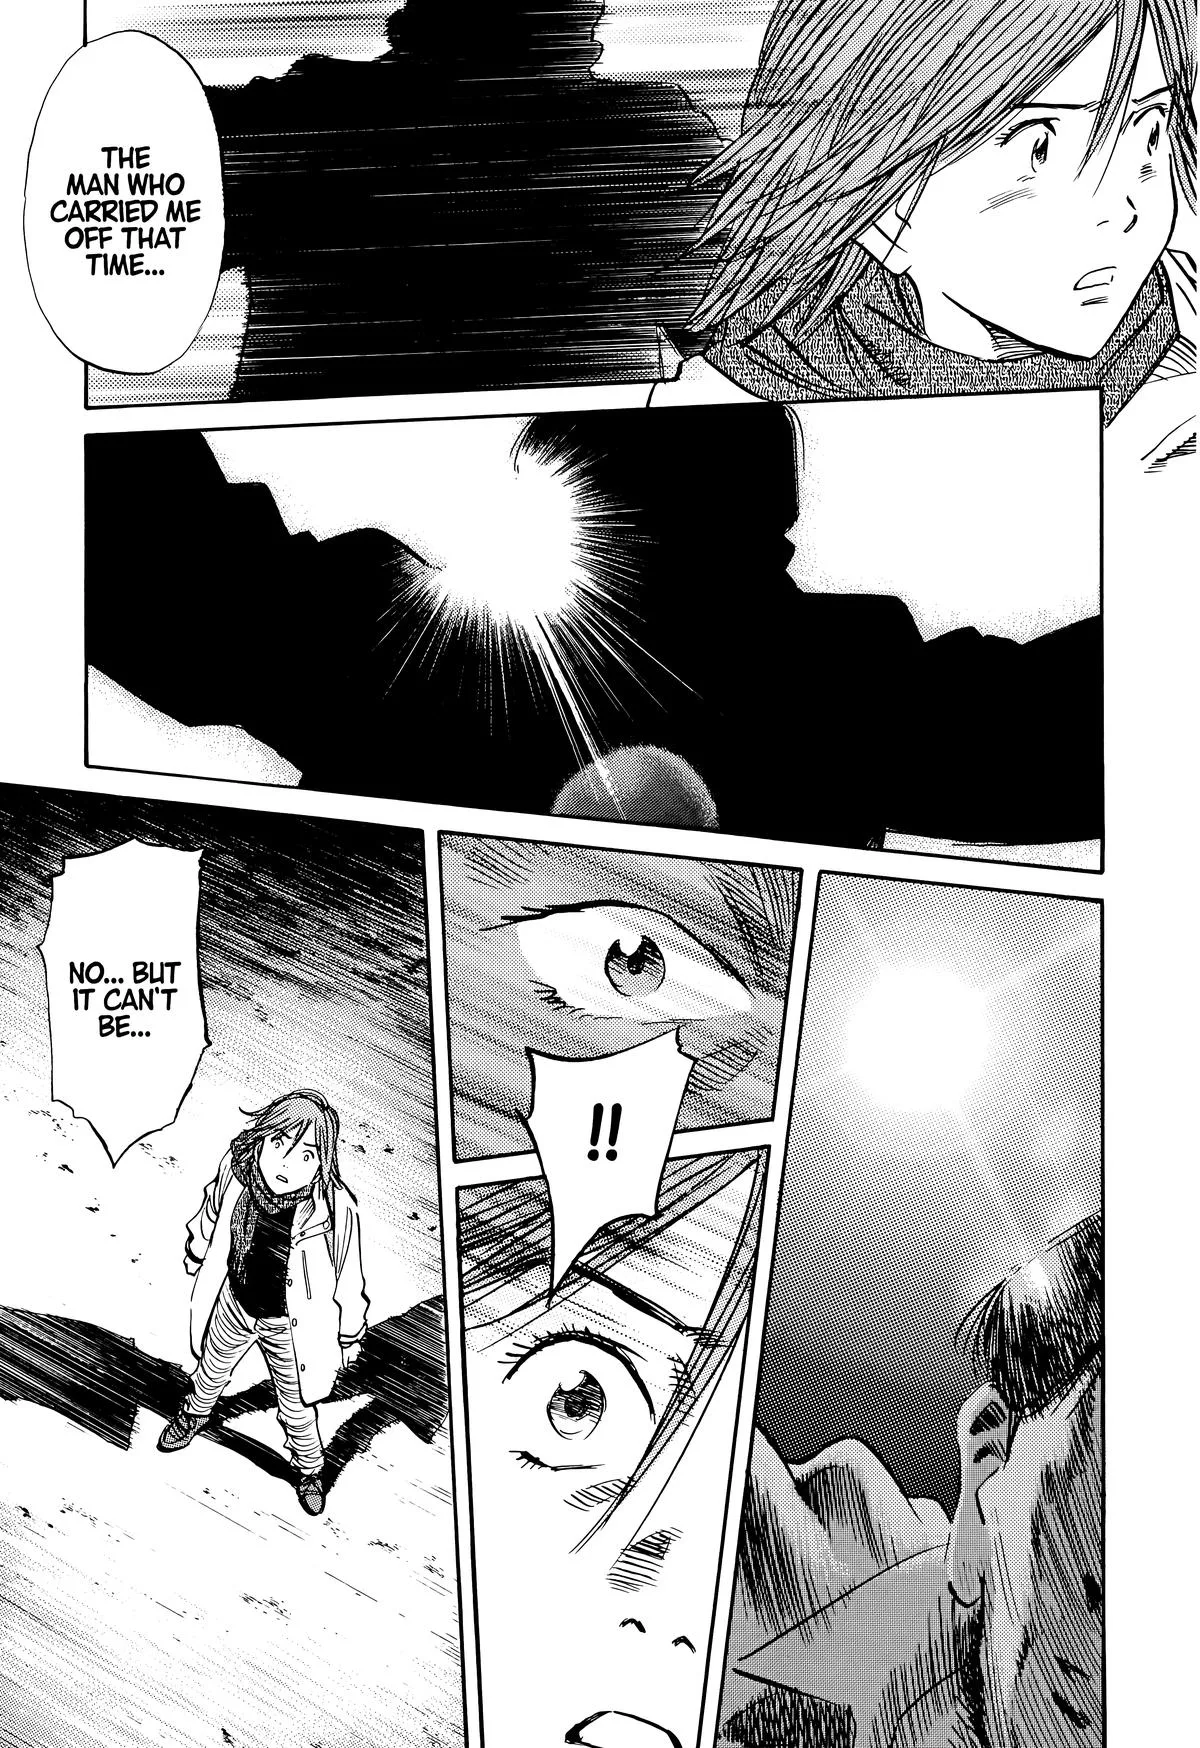 THE
MAN WHO
CARRIED ME
OFF THAT
TIME...
!!
NO... BUT
IT CAN'T
BE...